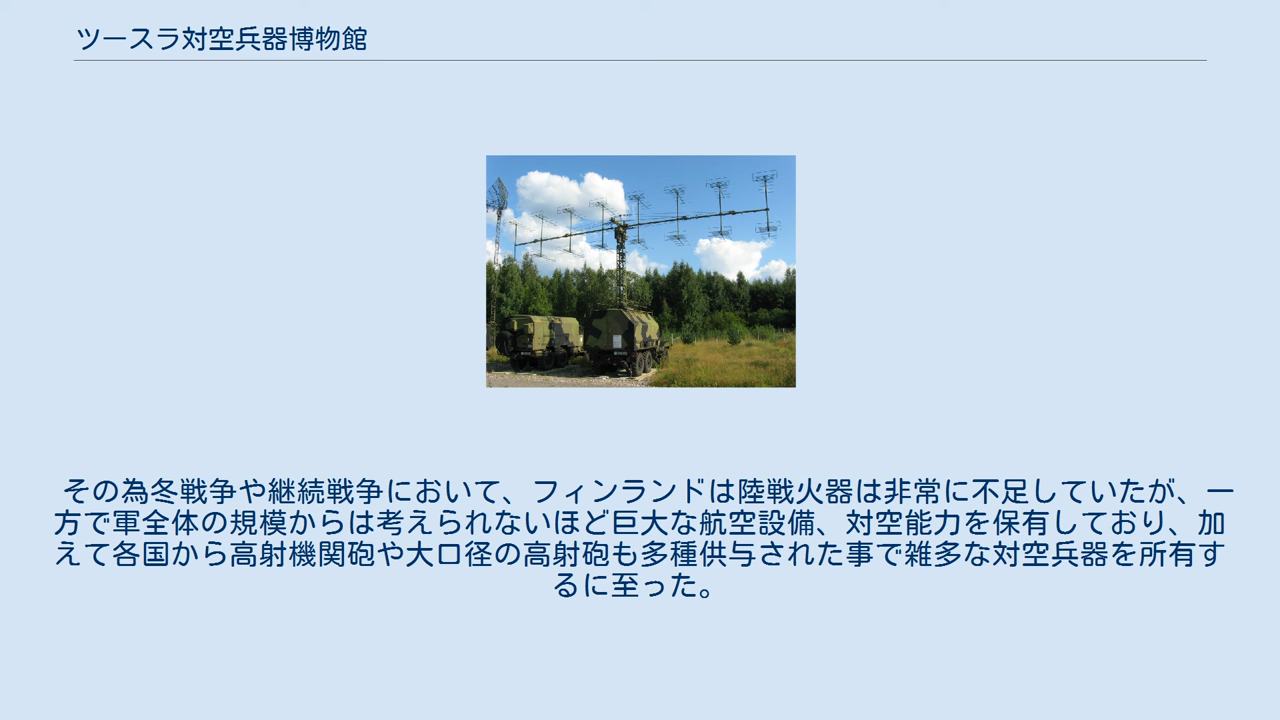 ツースラ対空兵器博物館
その為冬戦争や継続戦争において、フィンランドは陸戦火器は非常に不足していたが、一
方で軍全体の規模からは考えられないほど巨大な航空設備、対空能力を保有しており、加
えて各国から高射機関砲や大口径の高射砲も多種供与された事で雑多な対空兵器を所有す
るに至った。